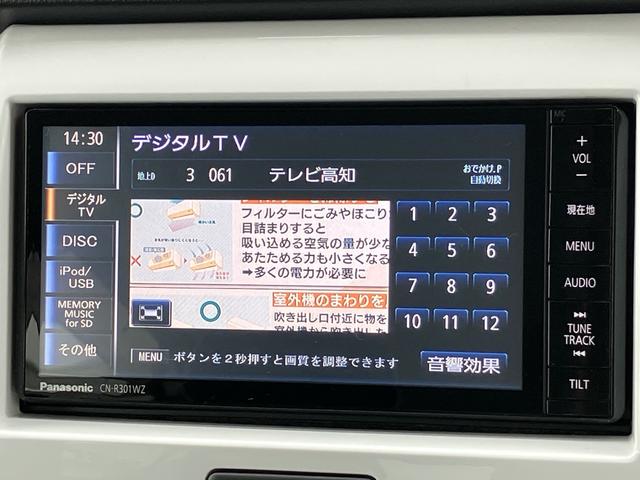 14:30
デジタルTV
OFF
地上D 3 061 テレビ高知
おでかけ.P
自動切換
デジタル
TV
DISC
iPod/
USB
MEMORY
MUSIC
for SD
その他
フィルターにごみやほこり
目詰まりすると
吸い込める空気の量が少な
あたためる力も小さくなる
➡多くの電力が必要に
室外機のまわりを
吹き出し口付近に物を
1 2 3
4 5 6
7 8 9
10 11 12
MENU ボタンを2秒押すと画質を調整できます
音響効果
Panasonic CN-R301WZ
MIC
+
VOL
−
現在地
MENU
AUDIO
TUNE
TRACK
TILT